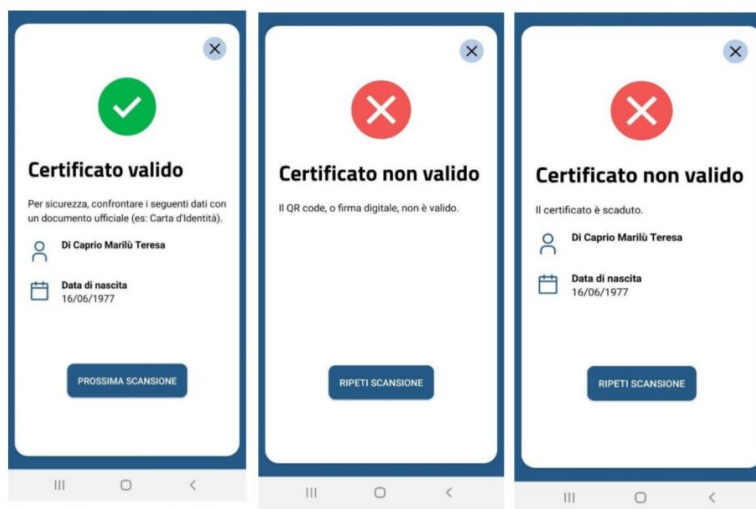 Certificato valido
Per sicurezza, confrontare i seguenti dati con
un documento ufficiale (es: Carta d'Identità).
Di Caprio Marilù Teresa
Data di nascita
16/06/1977
PROSSIMA SCANSIONE
Certificato non valido
Il QR code, o firma digitale, non è valido.
RIPETI SCANSIONE
Certificato non valido
Il certificato è scaduto.
Di Caprio Marilù Teresa
Data di nascita
16/06/1977
RIPETI SCANSIONE